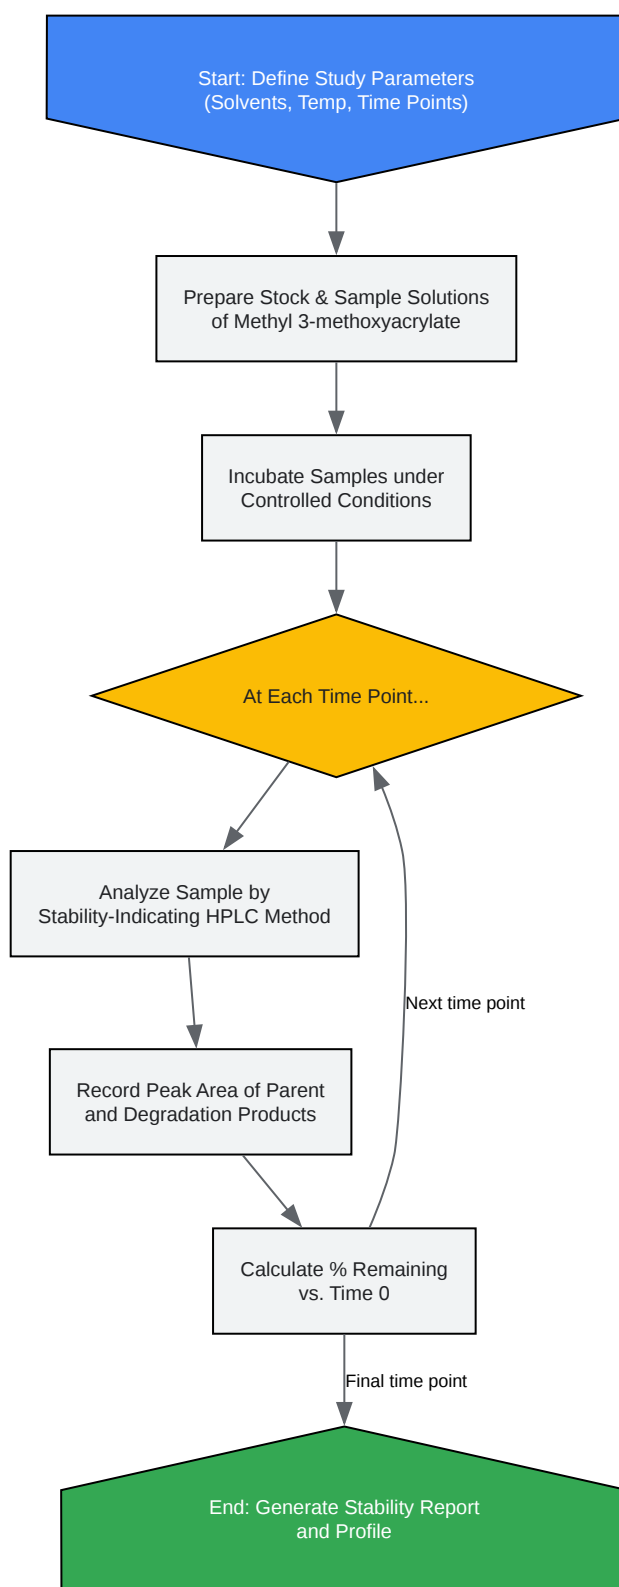 Start: Define Study Parameters
(Solvents, Temp, Time Points)
Prepare Stock & Sample Solutions
of Methyl 3-methoxyacrylate
Incubate Samples under
Controlled Conditions
At Each Time Point...
Analyze Sample by
Stability-Indicating HPLC Method
Next time point
Record Peak Area of Parent
and Degradation Products
Calculate % Remaining
vs. Time 0
Final time point
End: Generate Stability Report
and Profile